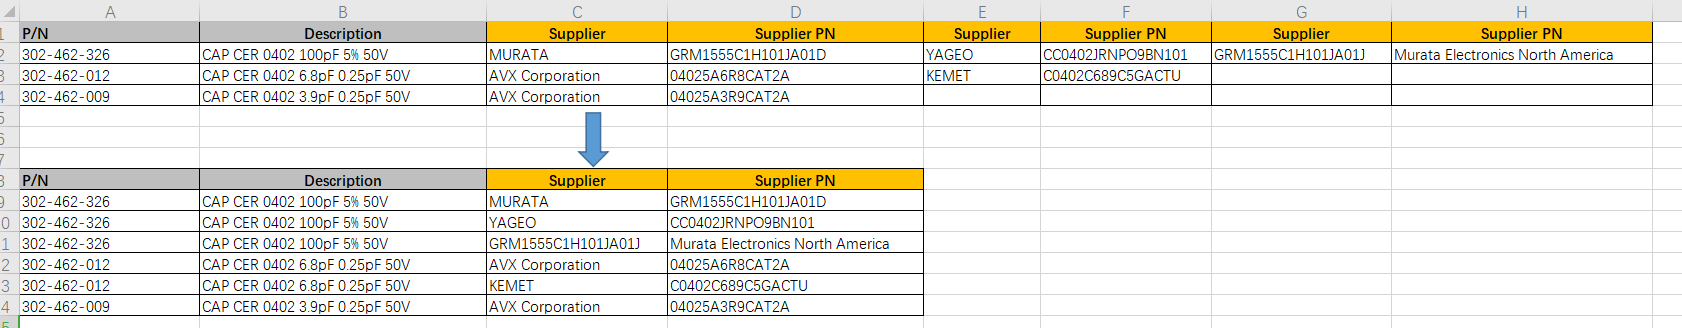 A B C D E F G H
1 P/N Description Supplier Supplier PN Supplier Supplier PN Supplier Supplier PN
2 302-462-326 CAP CER 0402 100pF 5% 50V MURATA GRM1555C1H101JA01D YAGEO CC0402JRNPO9BN101 GRM1555C1H101JA01J Murata Electronics North America
3 302-462-012 CAP CER 0402 6.8pF 0.25pF 50V AVX Corporation 04025A6R8CAT2A KEMET C0402C689C5GACTU
4 302-462-009 CAP CER 0402 3.9pF 0.25pF 50V AVX Corporation 04025A3R9CAT2A
5
6
7
8 P/N Description Supplier Supplier PN
9 302-462-326 CAP CER 0402 100pF 5% 50V MURATA GRM1555C1H101JA01D
0 302-462-326 CAP CER 0402 100pF 5% 50V YAGEO CC0402JRNPO9BN101
1 302-462-326 CAP CER 0402 100pF 5% 50V GRM1555C1H101JA01J Murata Electronics North America
2 302-462-012 CAP CER 0402 6.8pF 0.25pF 50V AVX Corporation 04025A6R8CAT2A
3 302-462-012 CAP CER 0402 6.8pF 0.25pF 50V KEMET C0402C689C5GACTU
4 302-462-009 CAP CER 0402 3.9pF 0.25pF 50V AVX Corporation 04025A3R9CAT2A